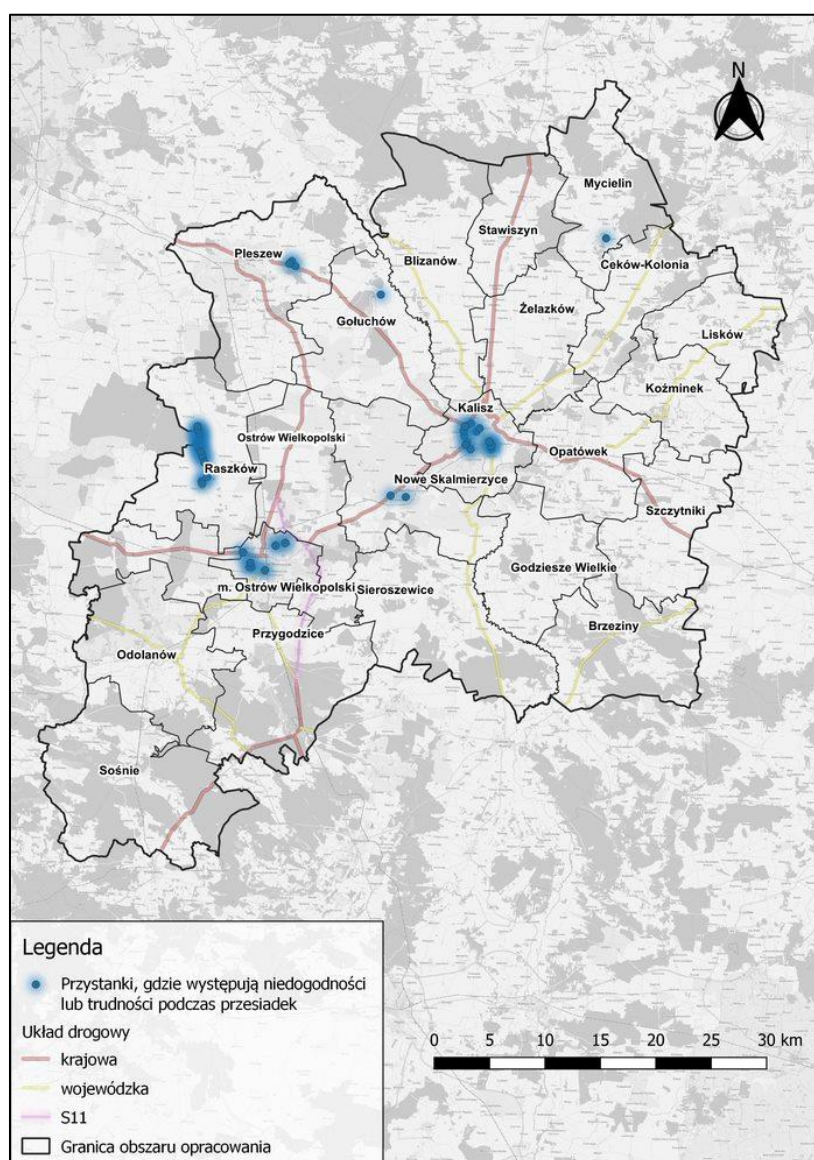 N
Mycielin
Stawiszyn
Pleszew
Blizanów
Ceków-Kolonia
Gołuchów
Żelazków
Lisków
Koźminek
Kalisz
Ostrów Wielkopolski
Opatówek
Raszków
Nowe Skalmierzyce
Szczytniki
Godziesze Wielkie
m. Ostrów Wielkopolski
Sieroszewice
Brzeziny
Przygodzice
Odolanów
Sośnie
Legenda
Przystanki, gdzie występują niedogodności
lub trudności podczas przesiadek
Układ drogowy
krajowa
wojewódzka
S11
Granica obszaru opracowania
0 5 10 15 20 25 30 km